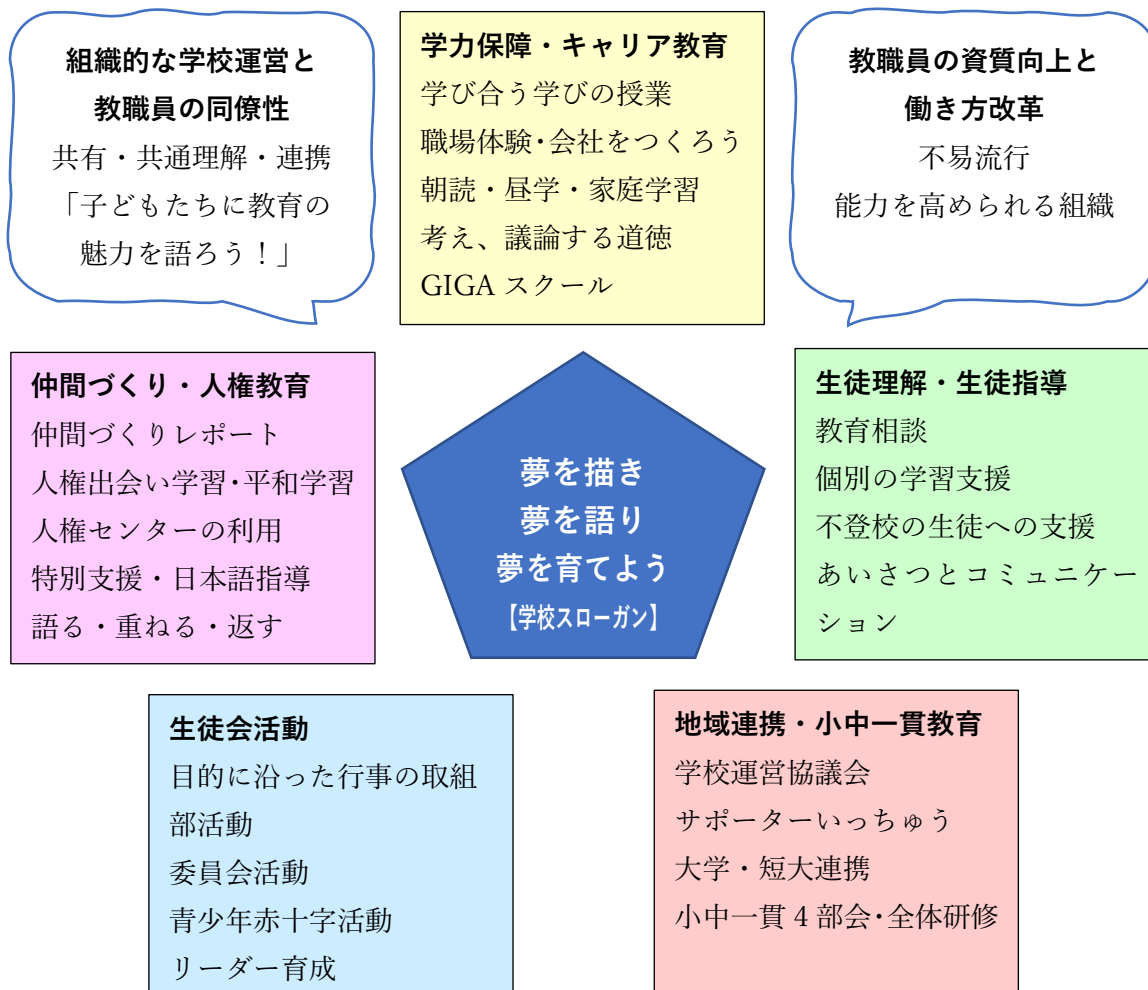 組織的な学校運営と
教職員の同僚性
共有・共通理解・連携
「子どもたちに教育の
魅力を語ろう！」
学力保障・キャリア教育
学び合う学びの授業
職場体験・会社をつくろう
朝読・昼学・家庭学習
考え、議論する道徳
GIGA スクール
教職員の資質向上と
働き方改革
不易流行
能力を高められる組織
仲間づくり・人権教育
仲間づくりレポート
人権出会い学習・平和学習
人権センターの利用
特別支援・日本語指導
語る・重ねる・返す
夢を描き
夢を語り
夢を育てよう
【学校スローガン】
生徒理解・生徒指導
教育相談
個別の学習支援
不登校の生徒への支援
あいさつとコミュニケー
ション
生徒会活動
目的に沿った行事の取組
部活動
委員会活動
青少年赤十字活動
リーダー育成
地域連携・小中一貫教育
学校運営協議会
サポーターいっちゅう
大学・短大連携
小中一貫 4 部会・全体研修